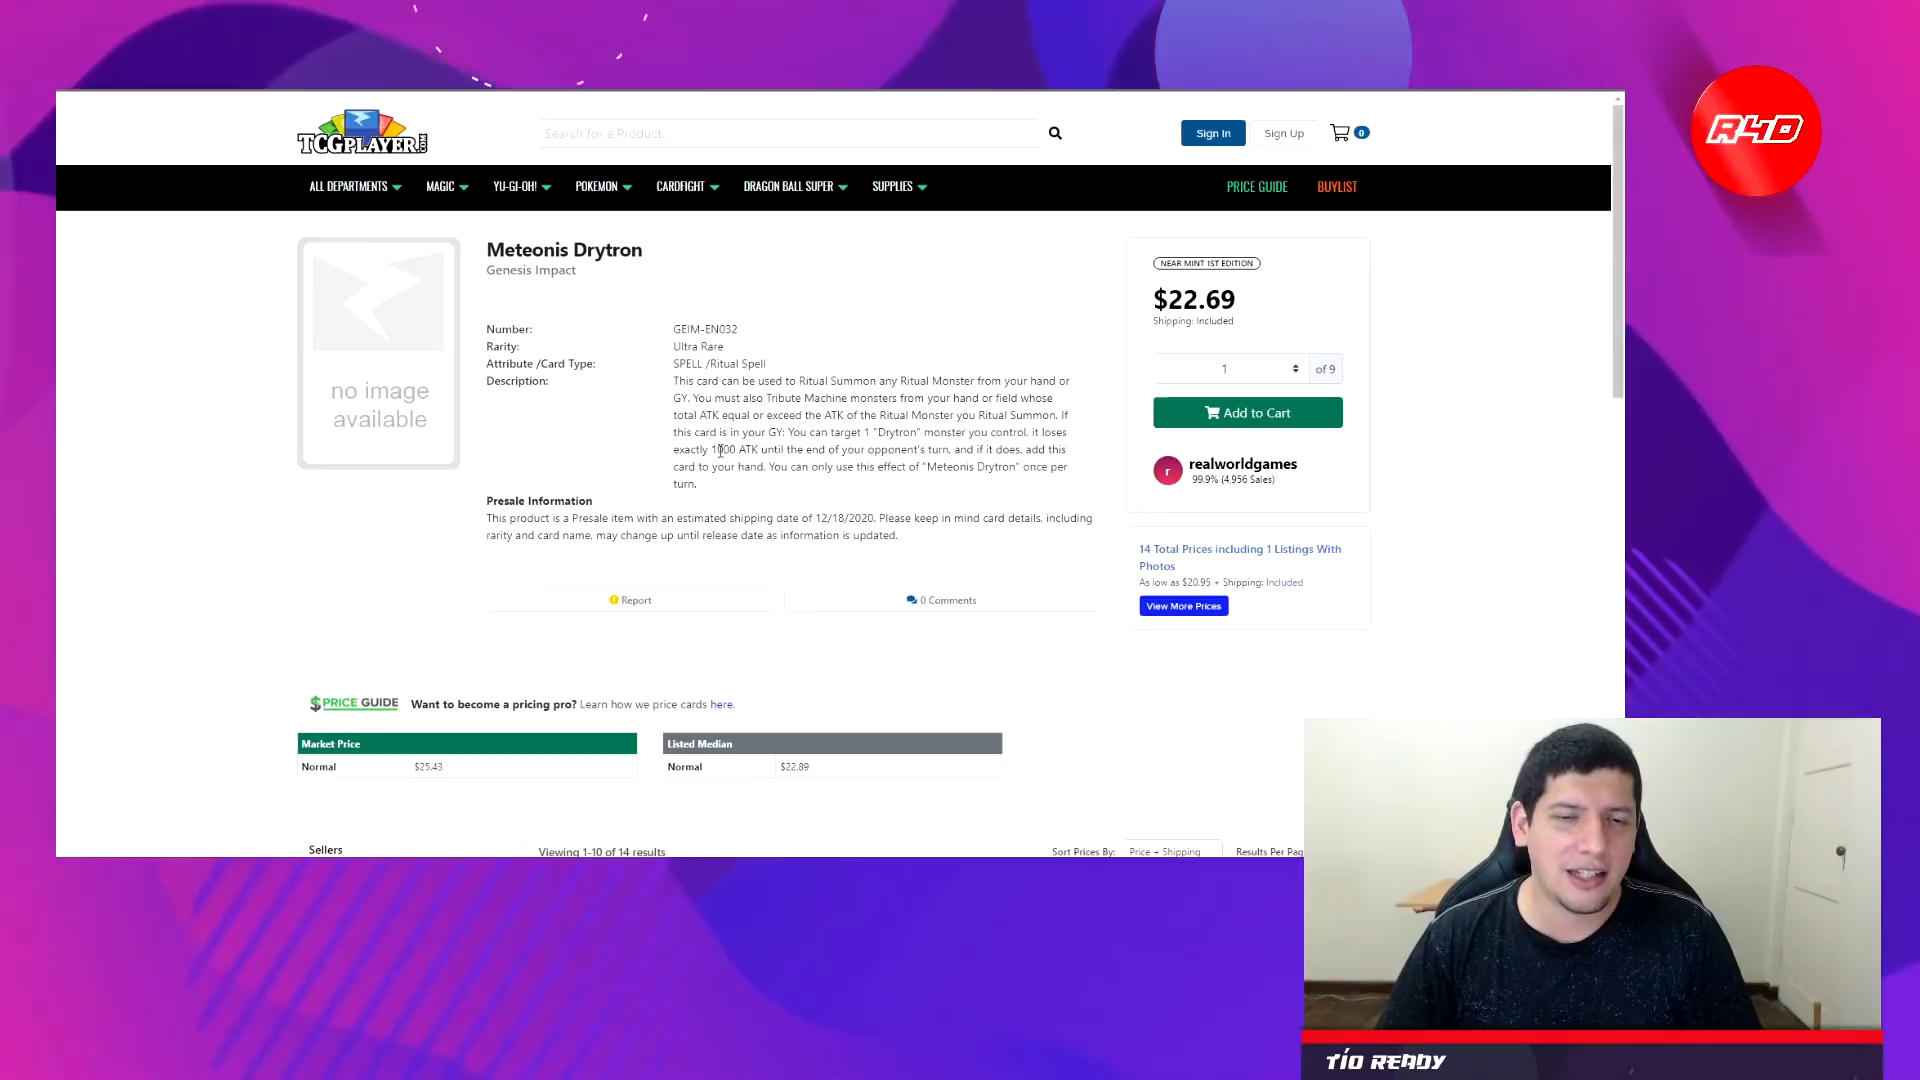 R4D
TCGPLAYER.COM
Search for a Product..
Sign In
Sign Up
0
ALL DEPARTMENTS
MAGIC
YU-GI-OH!
POKEMON
CARDFIGHT
DRAGON BALL SUPER
SUPPLIES
PRICE GUIDE
BUYLIST
no image
available
Meteonis Drytron
Genesis Impact
Number: GEIM-EN032
Rarity: Ultra Rare
Attribute /Card Type: SPELL /Ritual Spell
Description: This card can be used to Ritual Summon any Ritual Monster from your hand or
GY. You must also Tribute Machine monsters from your hand or field whose
total ATK equal or exceed the ATK of the Ritual Monster you Ritual Summon. If
this card is in your GY: You can target 1 "Drytron" monster you control, it loses
exactly 1000 ATK until the end of your opponent's turn, and if it does, add this
card to your hand. You can only use this effect of "Meteonis Drytron" once per
turn.
Presale Information
This product is a Presale item with an estimated shipping date of 12/18/2020. Please keep in mind card details, including
rarity and card name, may change up until release date as information is updated.
Report
0 Comments
NEAR MINT 1ST EDITION
$22.69
Shipping: Included
1
of 9
Add to Cart
r
realworldgames
99.9% (4,956 Sales)
14 Total Prices including 1 Listings With
Photos
As low as $20.95 + Shipping: Included
View More Prices
$PRICE GUIDE
Want to become a pricing pro? Learn how we price cards here.
Market Price
Normal $25.43
Listed Median
Normal $22.89
Sellers
Viewing 1-10 of 14 results
Sort Prices By: Price + Shipping
Results Per Pag
TÍO READY